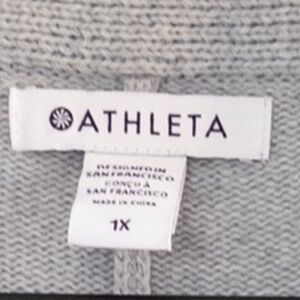 ATHLETA
DESIGNED IN
SAN FRANCISCO
CONÇU À
SAN FRANCISCO
MADE IN CHINA
1X